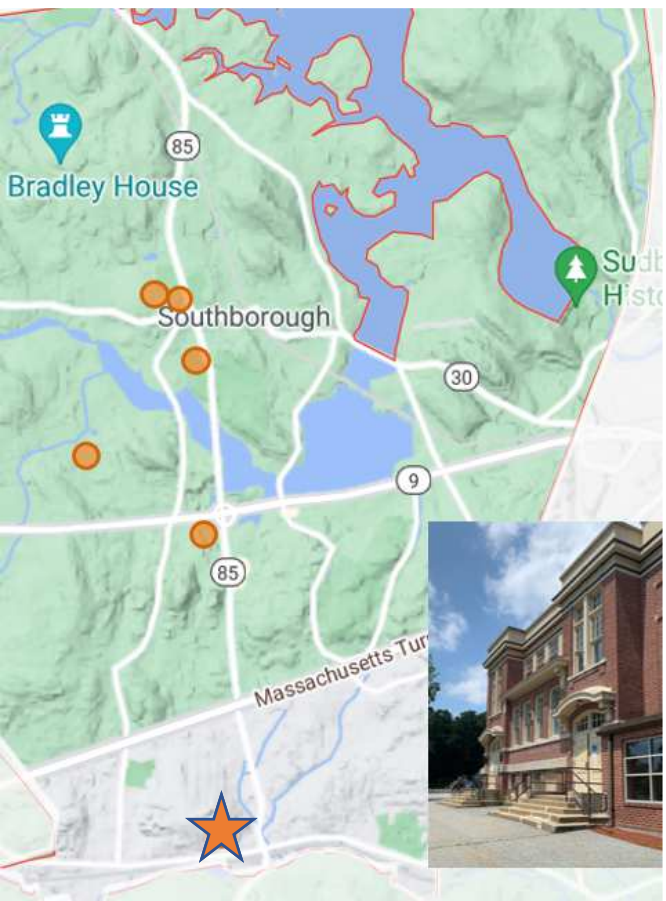 85
Bradley House
Sudb
Histo
Southborough
30
9
85
Massachusetts Tur